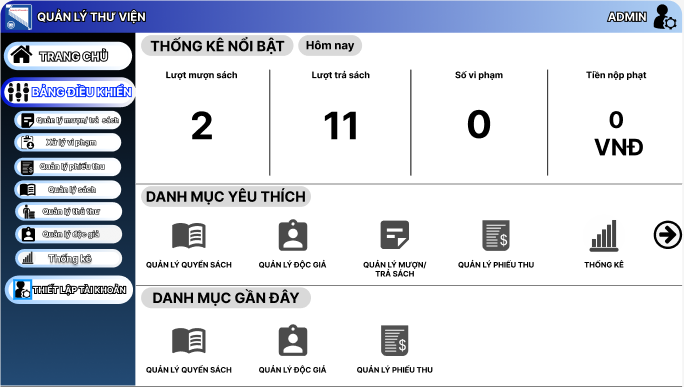 QUẢN LÝ THƯ VIỆN
ADMIN
TRANG CHỦ
BẢNG ĐIỀU KHIỂN
Quản lý mượn/ trả sách
Xử lý vi phạm
Quản lý phiếu thu
Quản lý sách
Quản lý thủ thư
Quản lý độc giả
Thống kê
THIẾT LẬP TÀI KHOẢN
THỐNG KÊ NỔI BẬT
Hôm nay
Lượt mượn sách
Lượt trả sách
Số vi phạm
Tiền nộp phạt
2
11
0
0
VNĐ
DANH MỤC YÊU THÍCH
QUẢN LÝ QUYỂN SÁCH
QUẢN LÝ ĐỘC GIẢ
QUẢN LÝ MƯỢN/
TRẢ SÁCH
QUẢN LÝ PHIẾU THU
THỐNG KÊ
DANH MỤC GẦN ĐÂY
QUẢN LÝ QUYỂN SÁCH
QUẢN LÝ ĐỘC GIẢ
QUẢN LÝ PHIẾU THU